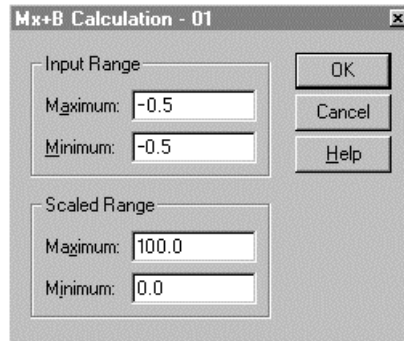 Mx+B Calculation - 01
Input Range
Maximum: -0.5
Minimum: -0.5
OK
Cancel
Help
Scaled Range
Maximum: 100.0
Minimum: 0.0